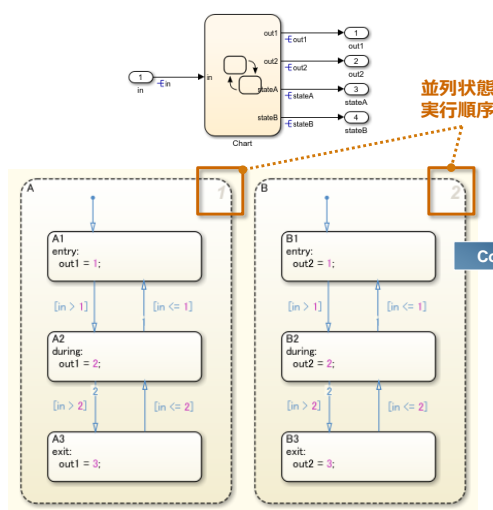 out1
1
out1
out1
1
in
in
in
out2
2
out2
out2
stateA
3
stateA
stateA
stateB
4
stateB
stateB
Chart
並列状態
実行順序
A
1
A1
entry:
out1 = 1;
[in > 1]
[in <= 1]
A2
during:
out1 = 2;
2
[in > 2]
[in <= 2]
1
A3
exit:
out1 = 3;
B
2
B1
entry:
out2 = 1;
[in > 1]
[in <= 1]
B2
during:
out2 = 2;
2
[in > 2]
[in <= 2]
1
B3
exit:
out2 = 3;